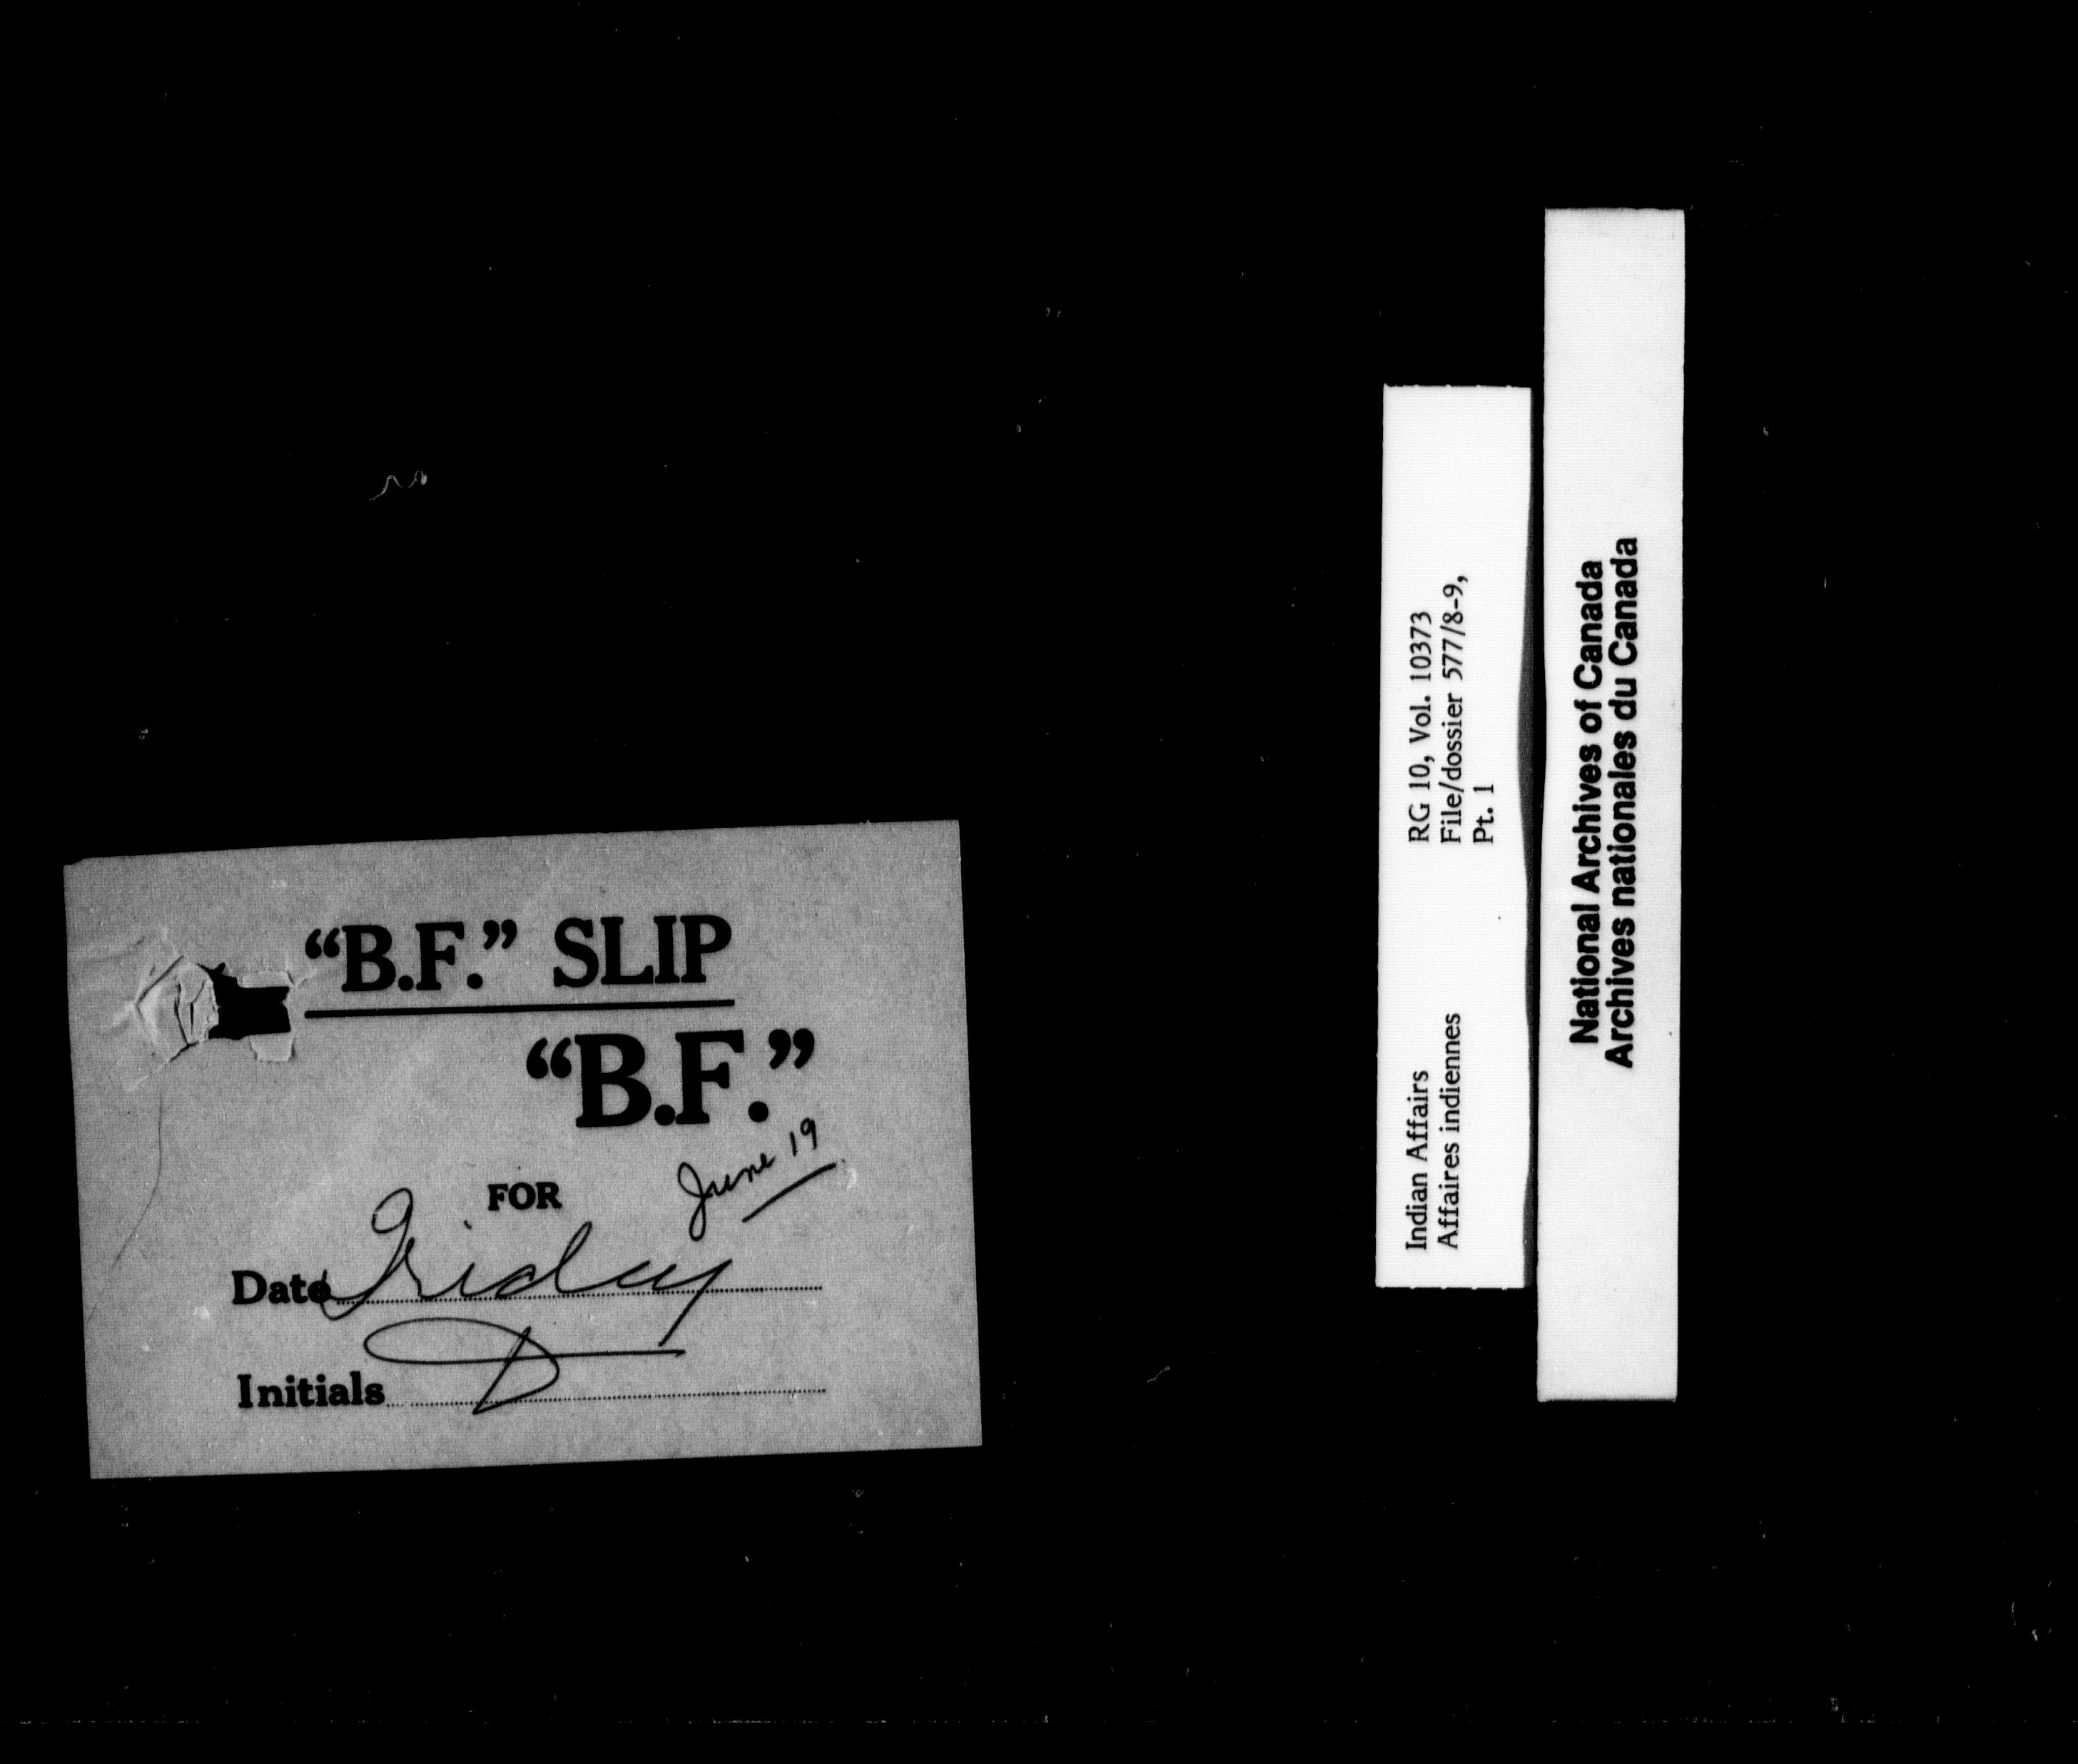 “B.F.” SLIP
“B.F.”
FOR
June 19
Date Friday
Initials D
Indian Affairs RG 10, Vol. 10373
Affaires indiennes File/dossier 577/8-9,
Pt. 1
National Archives of Canada
Archives nationales du Canada